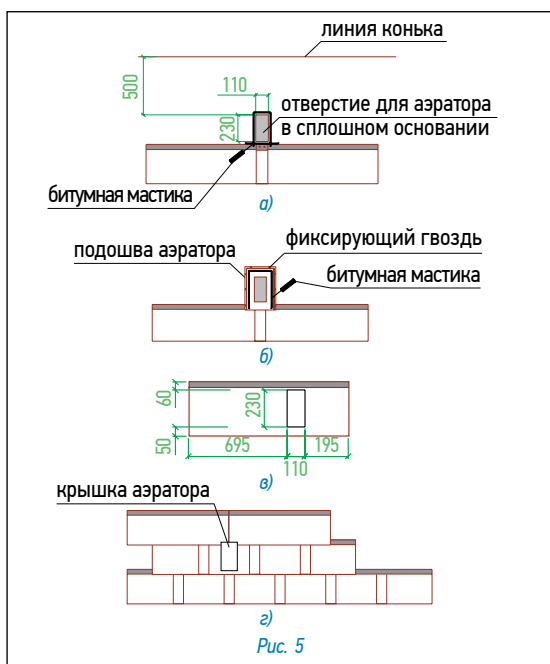 линия конька
500
110
отверстие для аэратора
в сплошном основании
230
битумная мастика
а)
подошва аэратора
фиксирующий гвоздь
битумная мастика
б)
60
50
230
695
110
195
в)
крышка аэратора
г)
Рис. 5